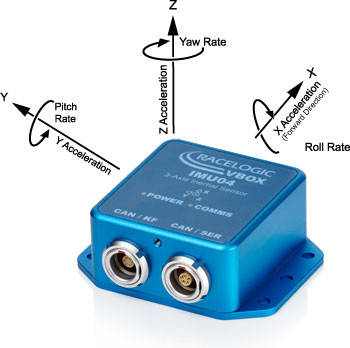 Z
Yaw Rate
Z Acceleration
Y
Pitch
Rate
Y Acceleration
X
X Acceleration
(Forward Direction)
Roll Rate
RACELOGIC
VBOX
IMU04
3-Axis Inertial Sensor
X
Z
POWER
COMMS
CAN / KF
CAN / SER